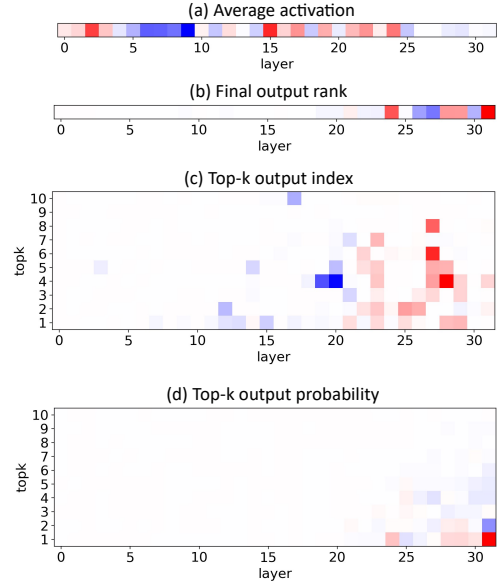 (a) Average activation
0 5 10 15 20 25 30
layer
(b) Final output rank
0 5 10 15 20 25 30
layer
(c) Top-k output index
10
9
8
7
6
5
4
3
2
1
topk
0 5 10 15 20 25 30
layer
(d) Top-k output probability
10
9
8
7
6
5
4
3
2
1
topk
0 5 10 15 20 25 30
layer